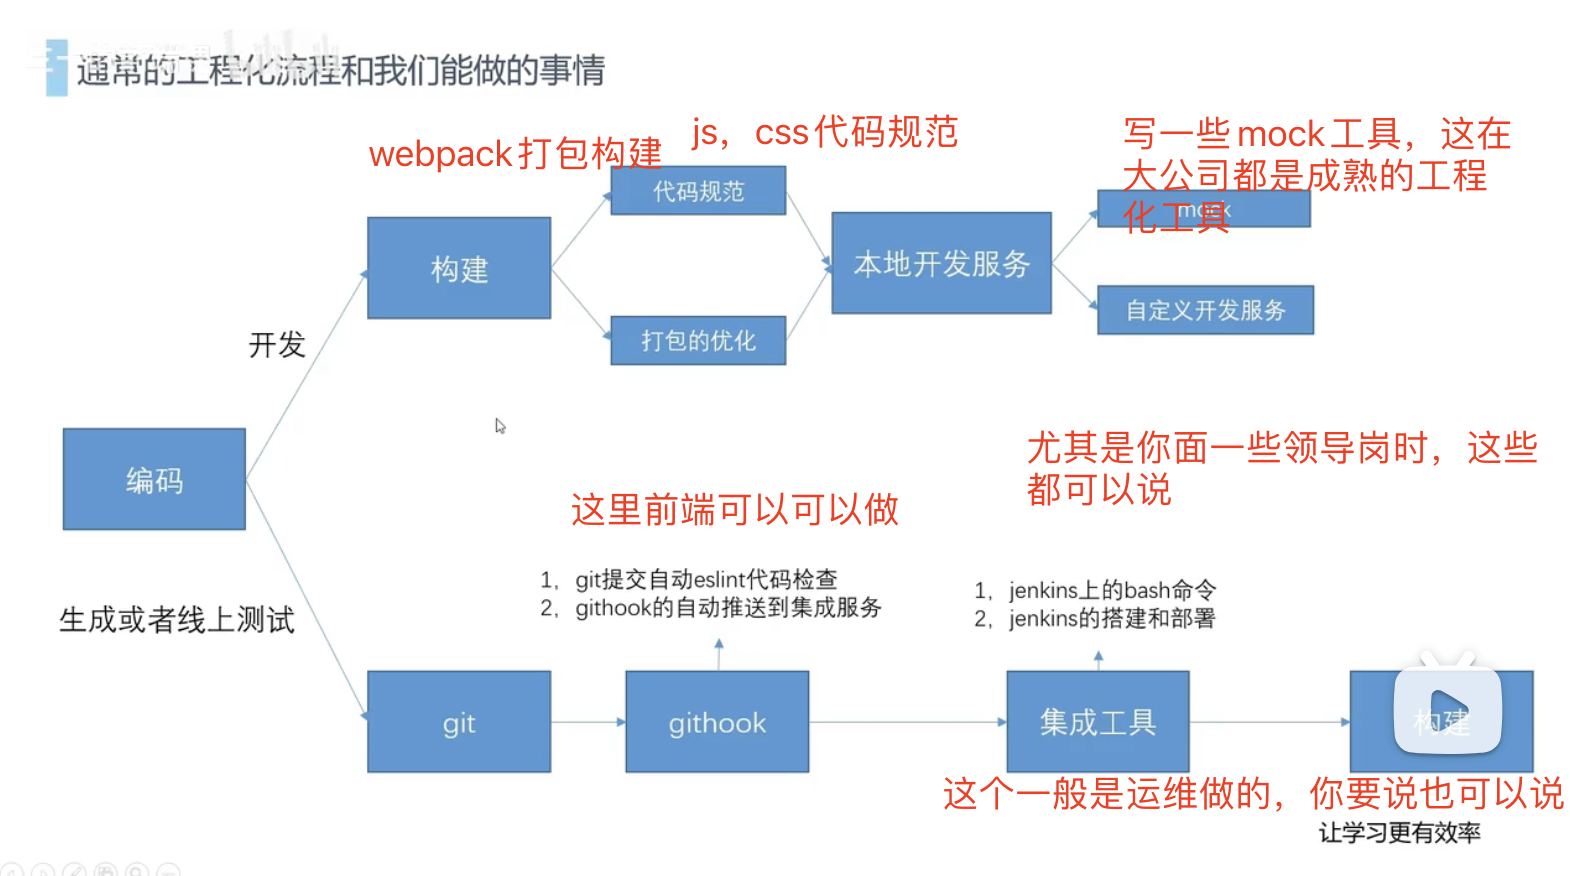 通常的工程化流程和我们能做的事情
webpack打包构建
js，css代码规范
写一些mock工具，这在
大公司都是成熟的工程
化工具
代码规范
mock
构建
本地开发服务
打包的优化
自定义开发服务
开发
编码
尤其是你面一些领导岗时，这些
都可以说
这里前端可以可以做
1，git提交自动eslint代码检查
2，githook的自动推送到集成服务
1，jenkins上的bash命令
2，jenkins的搭建和部署
生成或者线上测试
git
githook
集成工具
构建
这个一般是运维做的，你要说也可以说
让学习更有效率